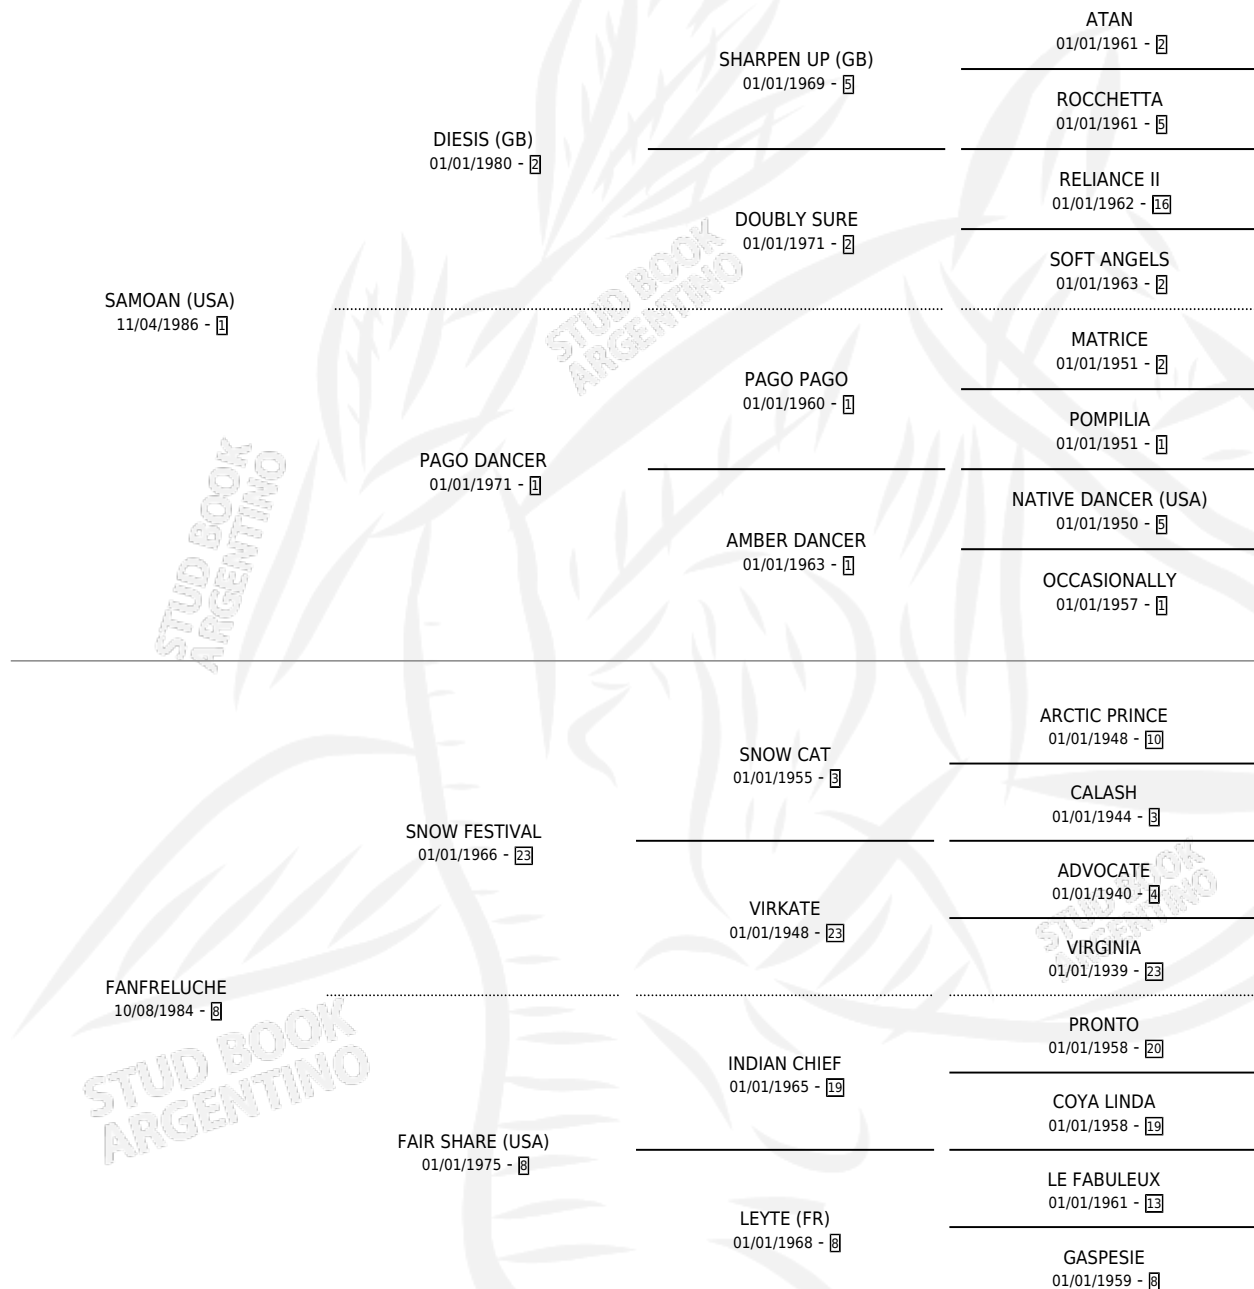 SAMOAN (USA)
11/04/1986 - 1
DIESIS (GB)
01/01/1980 - 2
SHARPEN UP (GB)
01/01/1969 - 5
ATAN
01/01/1961 - 2
ROCCHETTA
01/01/1961 - 5
DOUBLY SURE
01/01/1971 - 2
RELIANCE II
01/01/1962 - 16
SOFT ANGELS
01/01/1963 - 2
PAGO DANCER
01/01/1971 - 1
PAGO PAGO
01/01/1960 - 1
MATRICE
01/01/1951 - 2
POMPILIA
01/01/1951 - 1
AMBER DANCER
01/01/1963 - 1
NATIVE DANCER (USA)
01/01/1950 - 5
OCCASIONALLY
01/01/1957 - 1
FANFRELUCHE
10/08/1984 - 8
SNOW FESTIVAL
01/01/1966 - 23
SNOW CAT
01/01/1955 - 3
ARCTIC PRINCE
01/01/1948 - 10
CALASH
01/01/1944 - 3
VIRKATE
01/01/1948 - 23
ADVOCATE
01/01/1940 - 4
VIRGINIA
01/01/1939 - 23
FAIR SHARE (USA)
01/01/1975 - 8
INDIAN CHIEF
01/01/1965 - 19
PRONTO
01/01/1958 - 20
COYA LINDA
01/01/1958 - 19
LEYTE (FR)
01/01/1968 - 8
LE FABULEUX
01/01/1961 - 13
GASPESIE
01/01/1959 - 8
STUD BOOK
ARGENTINO
STUD BOOK
ARGENTINO
STUD BOOK
ARGENTINO
STUD BOOK
ARGENTINO